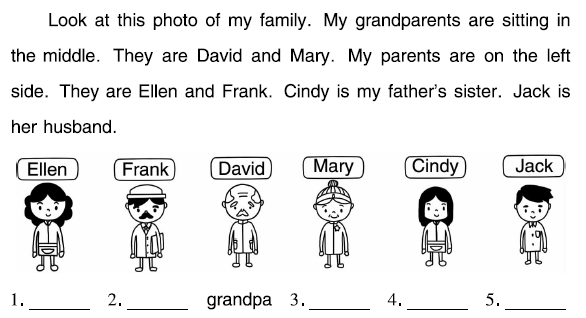 Look at this photo of my family. My grandparents are sitting in
the middle. They are David and Mary. My parents are on the left
side. They are Ellen and Frank. Cindy is my father's sister. Jack is
her husband.
Ellen Frank David Mary Cindy Jack
1. ______ 2. ______ grandpa 3. ______ 4. ______ 5. ______